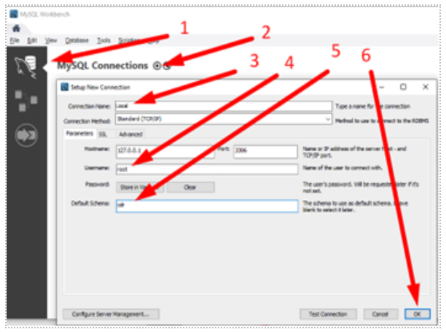 MySQL Workbench
File Edit View Database Tools Scripting
1 2
MySQL Connections
3 4 5 6
Setup New Connection
Connection Name: Local Type a name for the connection
Connection Method: Standard (TCP/IP) Method to use to connect to the RDBMS
Parameters SSL Advanced
Hostname: 127.0.0.1 Port: 3306 Name or IP address of the server host - and
TCP/IP port.
Username: root Name of the user to connect with.
Password: Store in Clear The user's password. Will be requested later if it's
not set.
Default Schema: The schema to use as default schema. Leave
blank to select it later.
Configure Server Management... Test Connection Cancel OK